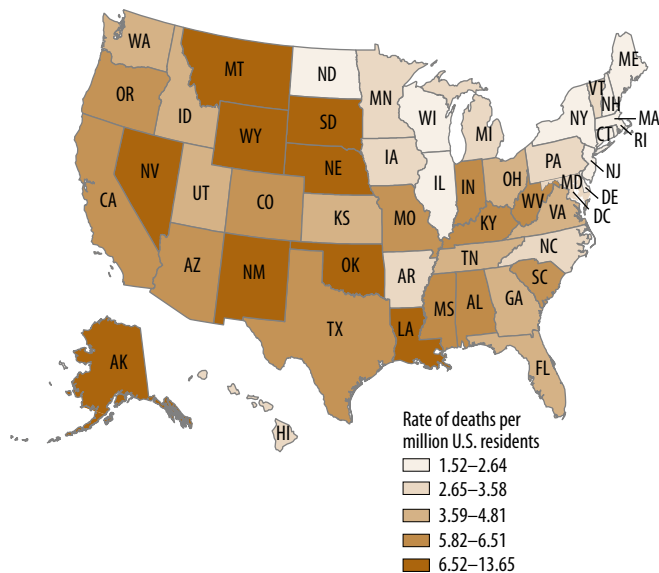 WA
MT
ND
ME
OR
ID
MN
VT
NH
SD
WI
NY
MA
WY
MI
CT
RI
IA
PA
NJ
NV
NE
IL
IN
OH
MD
DE
UT
CO
KS
MO
WV
VA
DC
CA
KY
NC
TN
AZ
NM
OK
AR
SC
MS
AL
GA
LA
TX
AK
FL
HI
Rate of deaths per
million U.S. residents
1.52–2.64
2.65–3.58
3.59–4.81
5.82–6.51
6.52–13.65